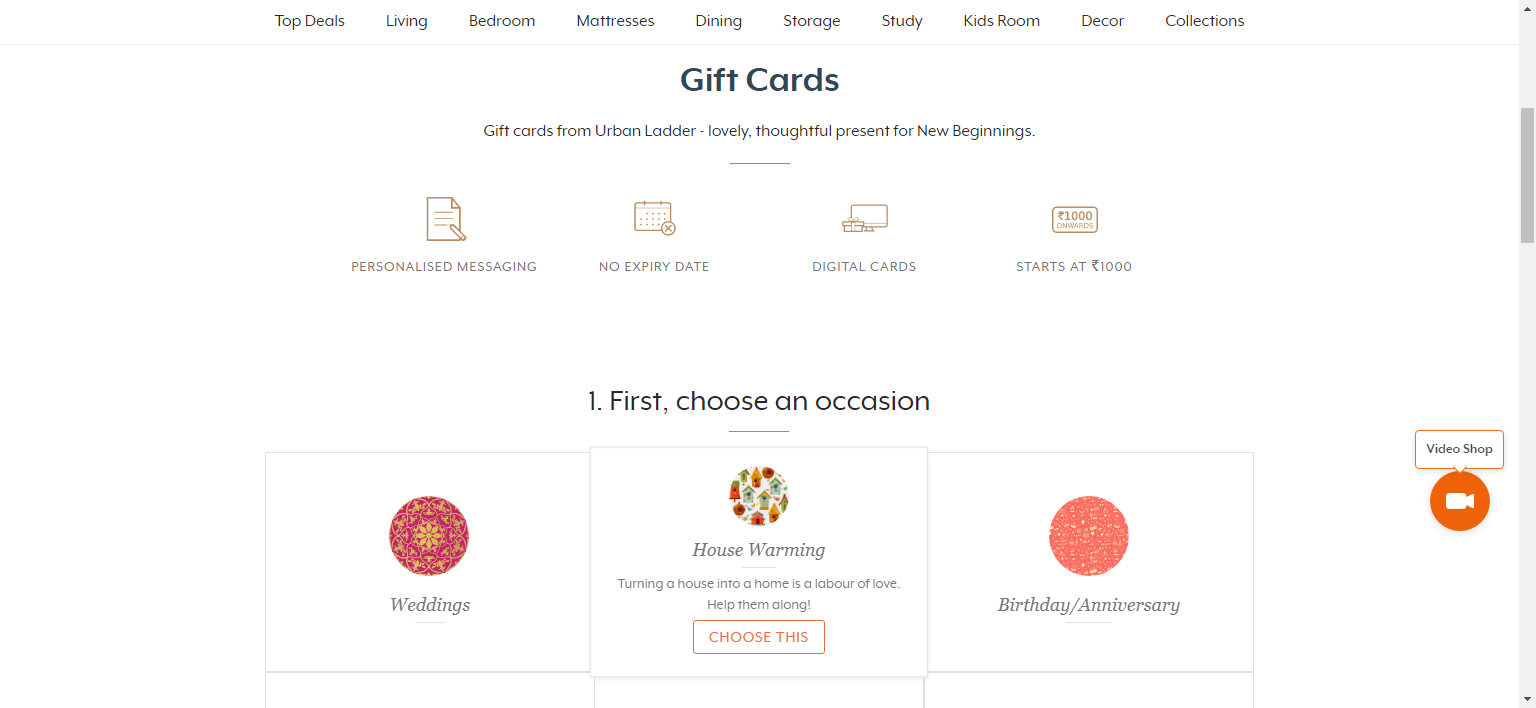 Top Deals Living Bedroom Mattresses Dining Storage Study Kids Room Decor Collections
Gift Cards
Gift cards from Urban Ladder - lovely, thoughtful present for New Beginnings.
₹1000
ONWARDS
PERSONALISED MESSAGING NO EXPIRY DATE DIGITAL CARDS STARTS AT ₹1000
1. First, choose an occasion
Video Shop
House Warming
Turning a house into a home is a labour of love.
Help them along!
CHOOSE THIS
Weddings
Birthday/Anniversary